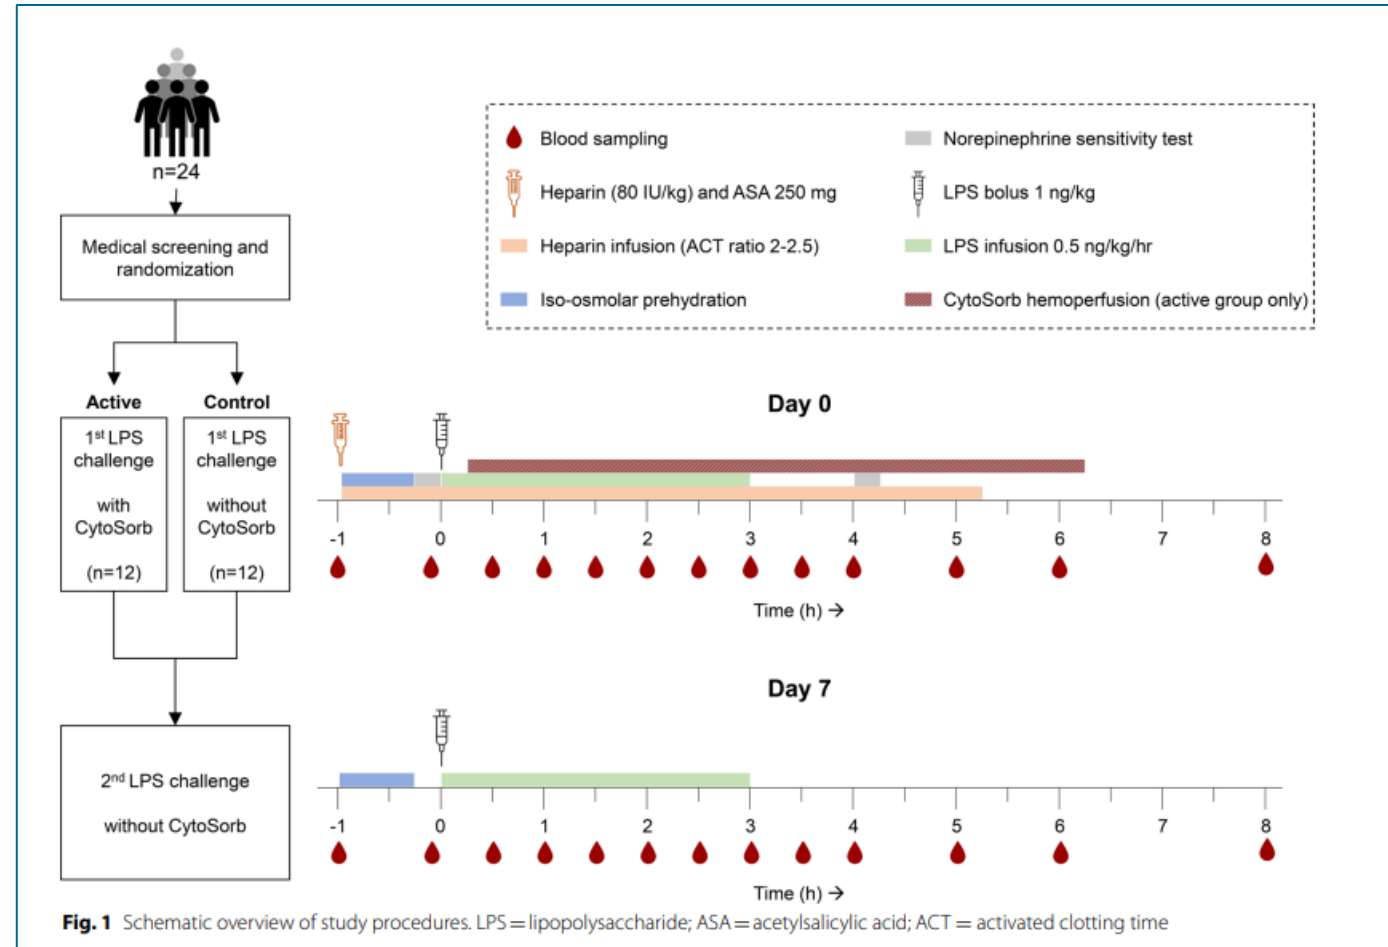 n=24
Medical screening and
randomization
Active
Control
1st LPS
challenge
with
CytoSorb
(n=12)
1st LPS
challenge
without
CytoSorb
(n=12)
2nd LPS challenge
without CytoSorb
Blood sampling
Norepinephrine sensitivity test
Heparin (80 IU/kg) and ASA 250 mg
LPS bolus 1 ng/kg
Heparin infusion (ACT ratio 2-2.5)
LPS infusion 0.5 ng/kg/hr
Iso-osmolar prehydration
CytoSorb hemoperfusion (active group only)
Day 0
-1 0 1 2 3 4 5 6 7 8
Time (h) →
Day 7
-1 0 1 2 3 4 5 6 7 8
Time (h) →
Fig. 1 Schematic overview of study procedures. LPS = lipopolysaccharide; ASA = acetylsalicylic acid; ACT = activated clotting time